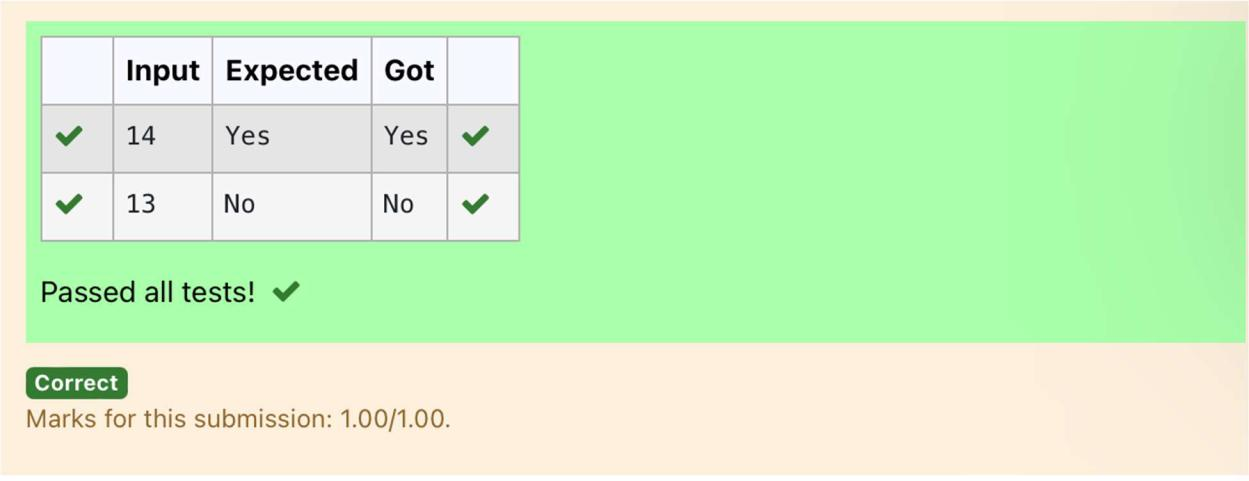 Input Expected Got
14 Yes Yes
13 No No
Passed all tests!
Correct
Marks for this submission: 1.00/1.00.